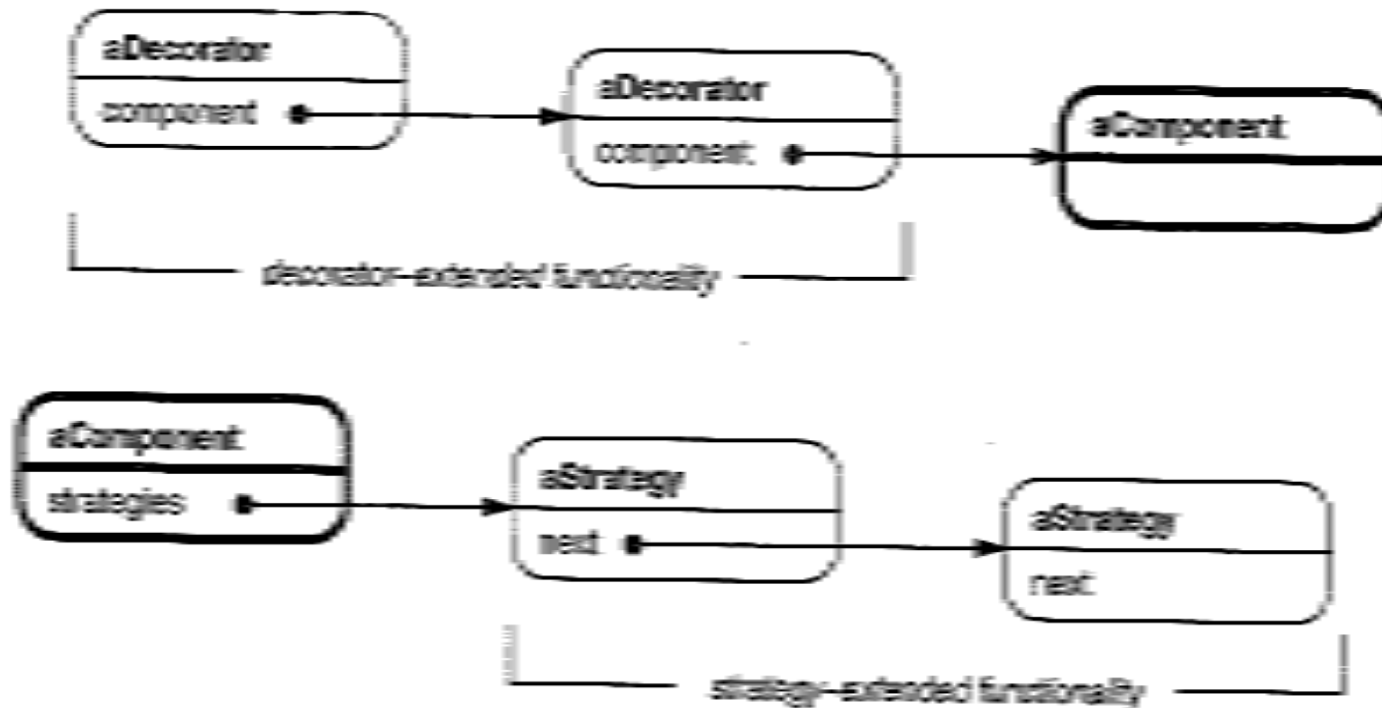 aDecorator
component
aDecorator
component
aComponent
decorator-extended functionality
aComponent
strategies
aStrategy
next
aStrategy
next
strategy-extended functionality